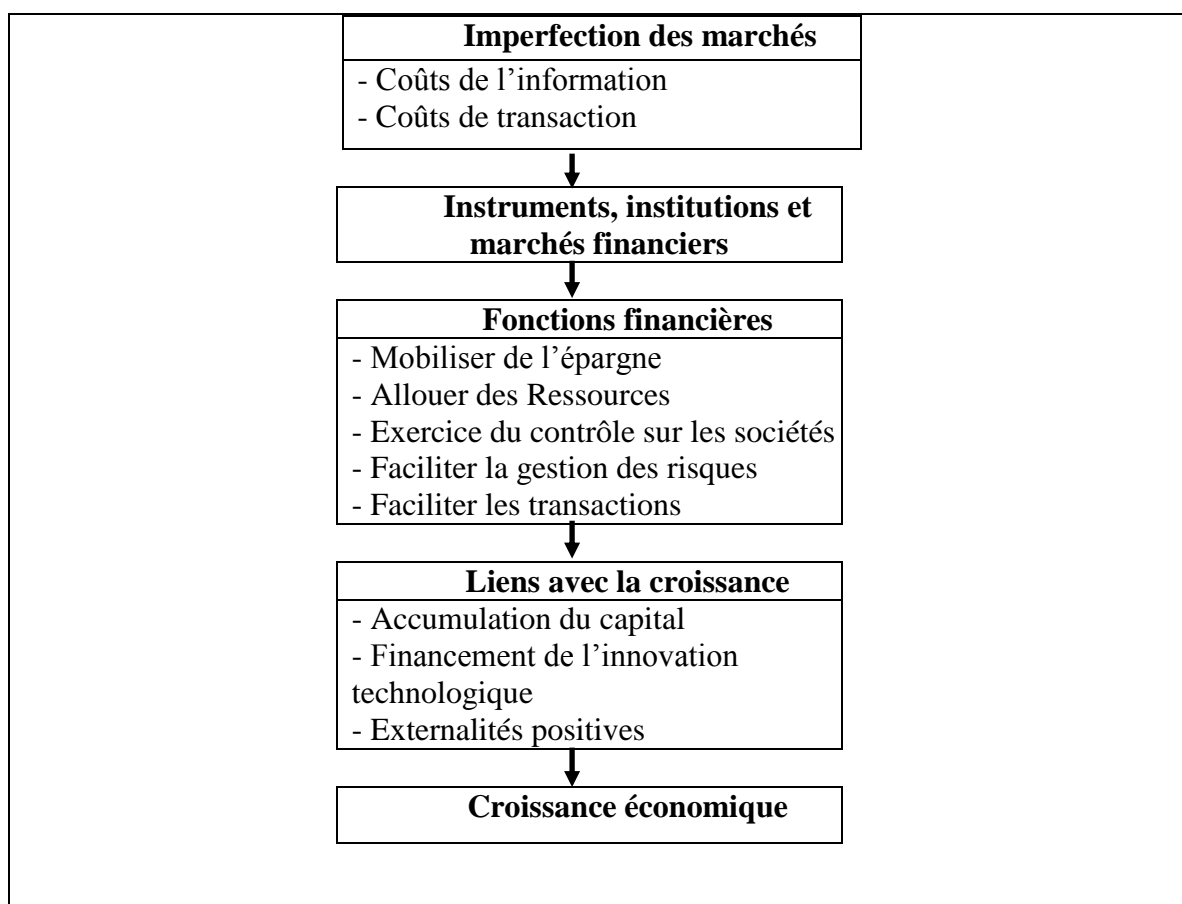 Imperfection des marchés
- Coûts de l’information
- Coûts de transaction
Instruments, institutions et
marchés financiers
Fonctions financières
- Mobiliser de l’épargne
- Allouer des Ressources
- Exercice du contrôle sur les sociétés
- Faciliter la gestion des risques
- Faciliter les transactions
Liens avec la croissance
- Accumulation du capital
- Financement de l’innovation
technologique
- Externalités positives
Croissance économique